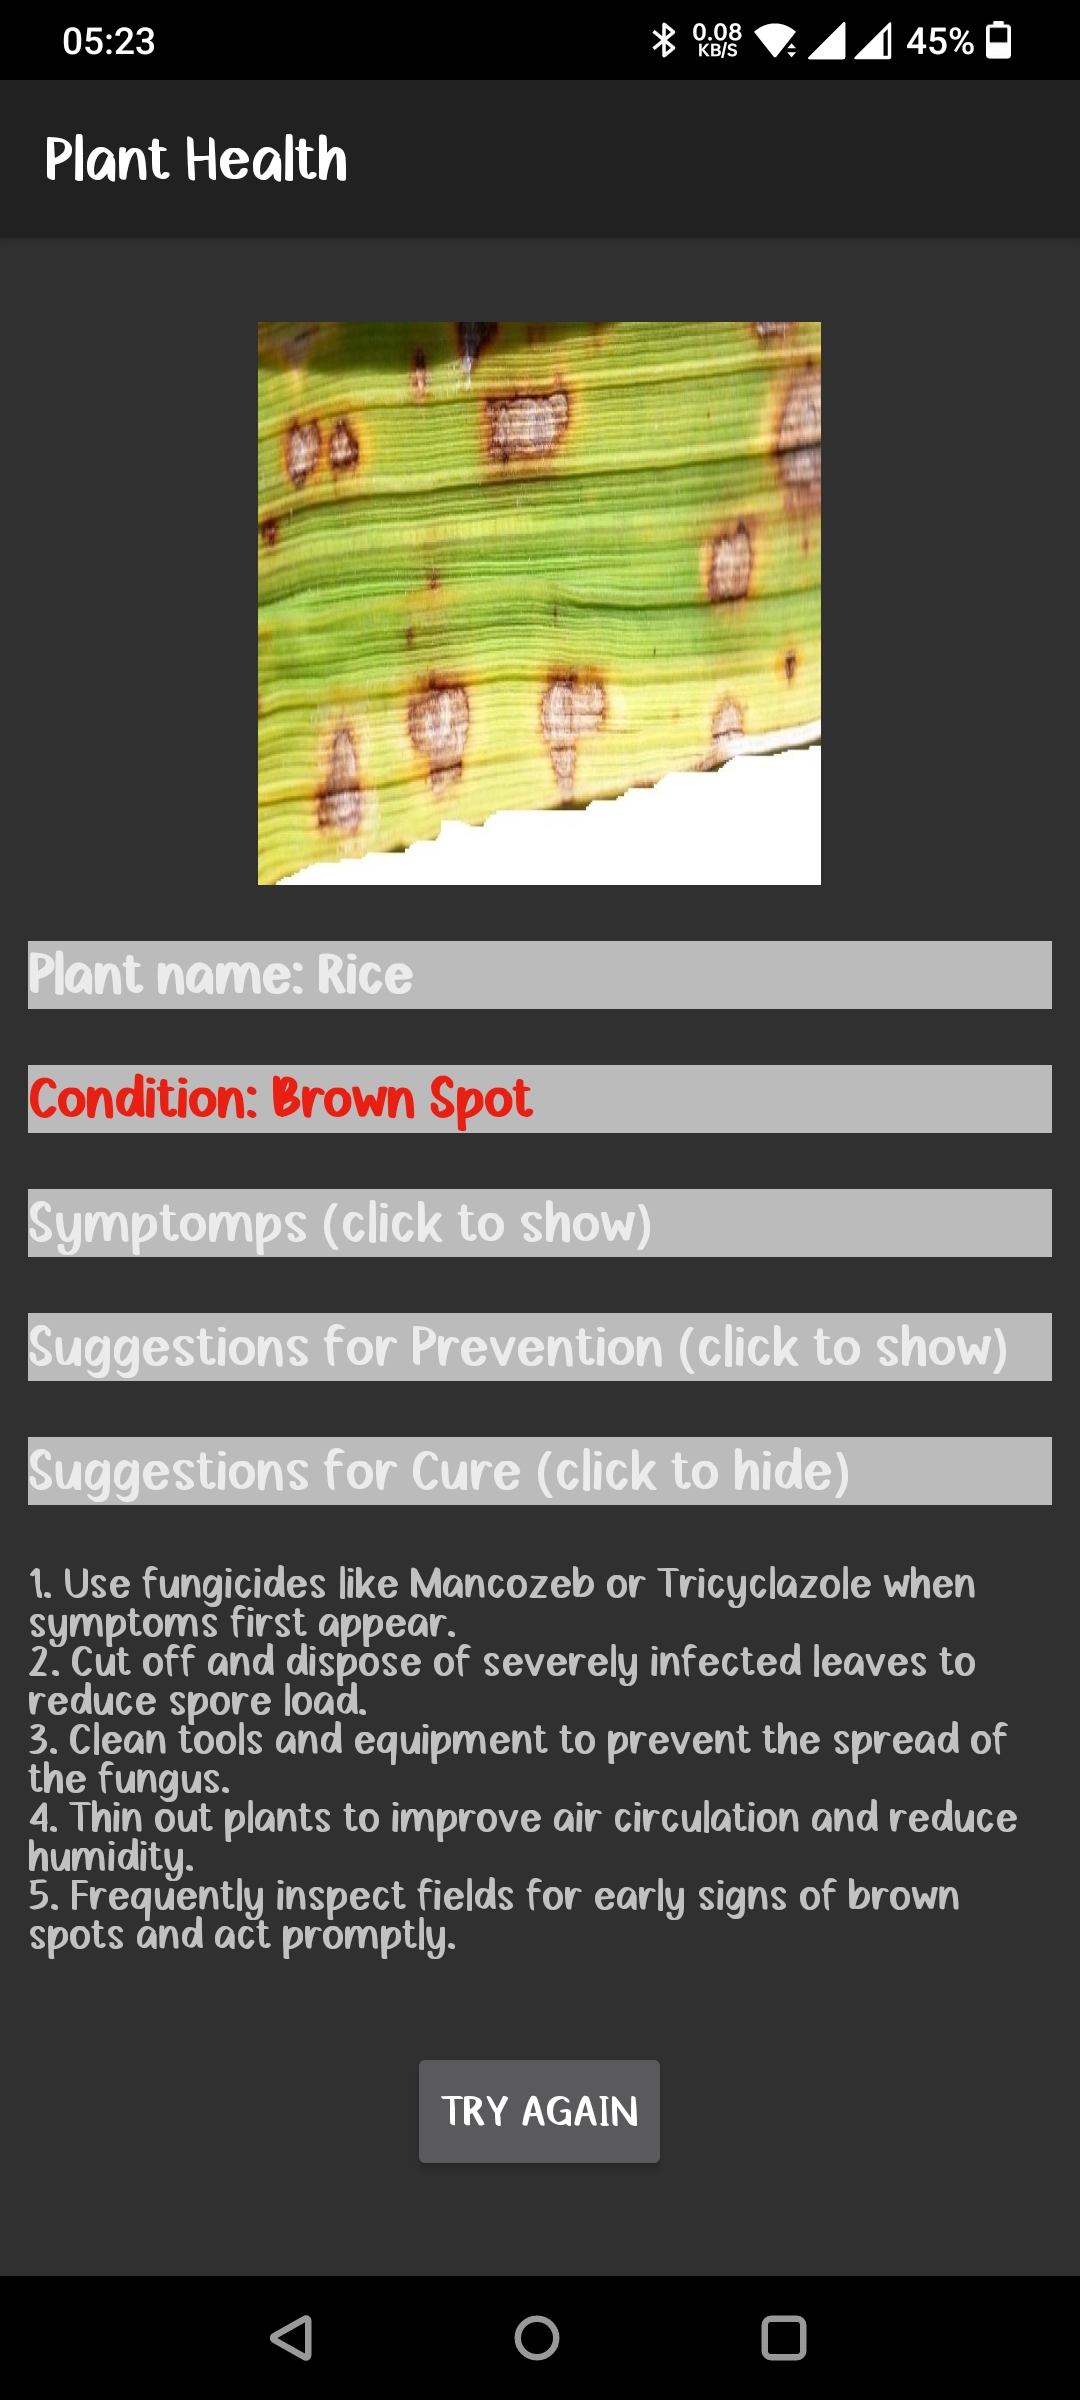 05:23
0.08
KB/S
45%
Plant Health
Plant name: Rice
Condition: Brown Spot
Symptomps (click to show)
Suggestions for Prevention (click to show)
Suggestions for Cure (click to hide)
1. Use fungicides like Mancozeb or Tricyclazole when
symptoms first appear.
2. Cut off and dispose of severely infected leaves to
reduce spore load.
3. Clean tools and equipment to prevent the spread of
the fungus.
4. Thin out plants to improve air circulation and reduce
humidity.
5. Frequently inspect fields for early signs of brown
spots and act promptly.
TRY AGAIN